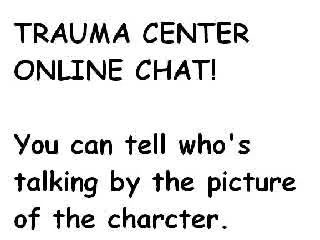 TRAUMA CENTER
ONLINE CHAT!
You can tell who's
talking by the picture
of the charcter.